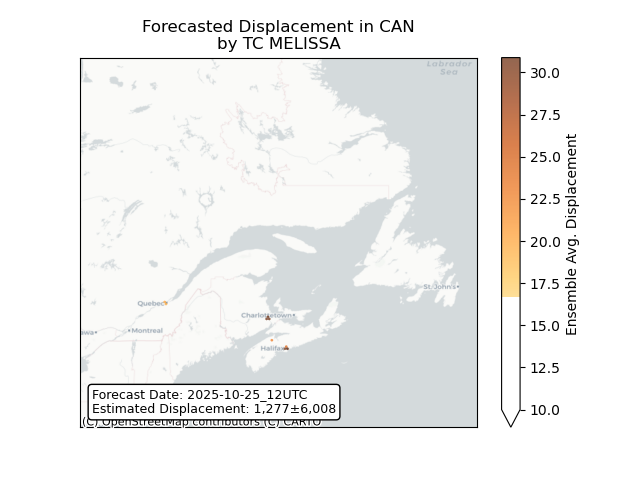 Forecasted Displacement in CAN
by TC MELISSA
Labrador
Sea
St. John's
Quebec
Charlottetown
awa
Montreal
Halifax
Forecast Date: 2025-10-25_12UTC
Estimated Displacement: 1,277±6,008
(C) OpenStreetMap contributors (C) CARTO
30.0
27.5
25.0
22.5
20.0
17.5
15.0
12.5
10.0
Ensemble Avg. Displacement